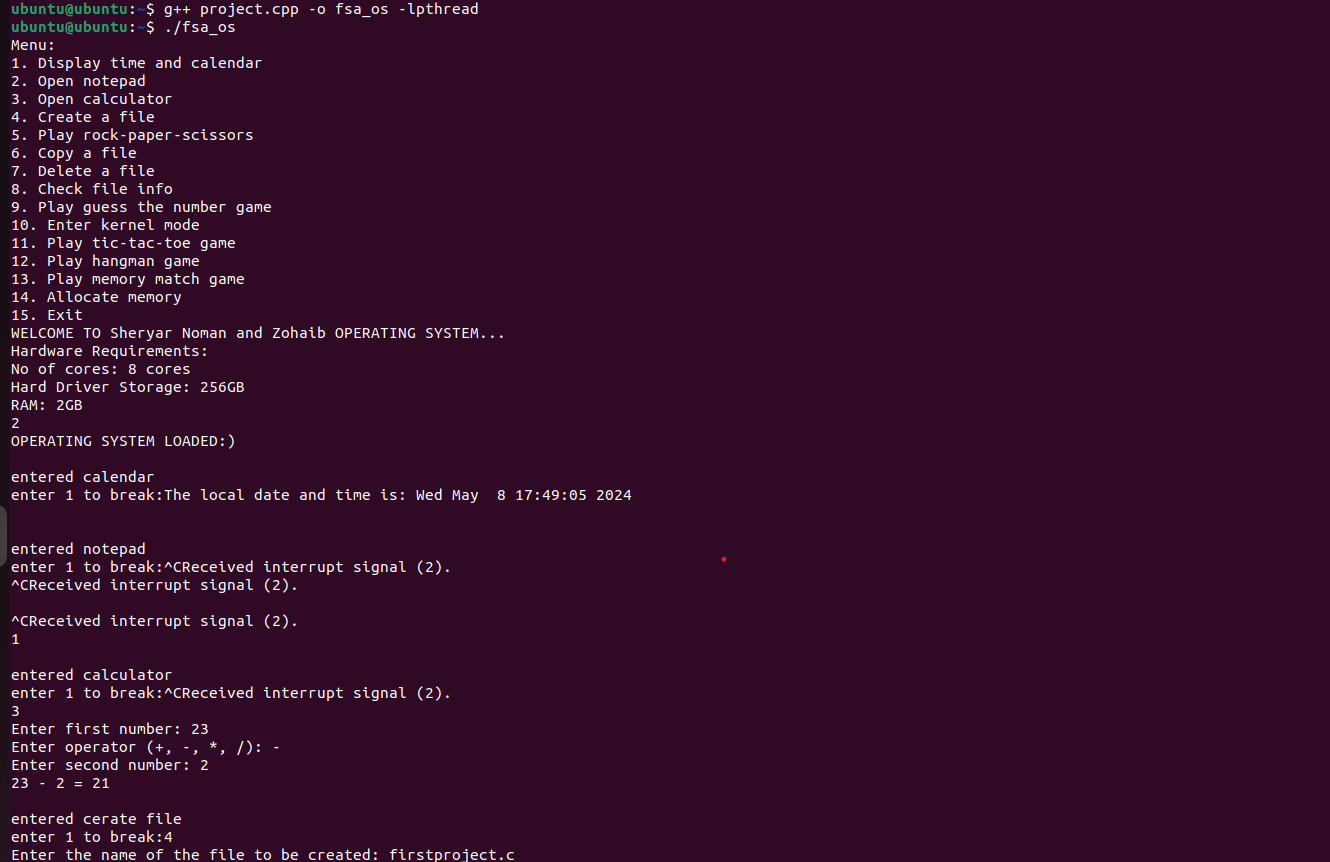 ubuntu@ubuntu:~$ g++ project.cpp -o fsa_os -lpthread
ubuntu@ubuntu:~$ ./fsa_os
Menu:
1. Display time and calendar
2. Open notepad
3. Open calculator
4. Create a file
5. Play rock-paper-scissors
6. Copy a file
7. Delete a file
8. Check file info
9. Play guess the number game
10. Enter kernel mode
11. Play tic-tac-toe game
12. Play hangman game
13. Play memory match game
14. Allocate memory
15. Exit
WELCOME TO Sheryar Noman and Zohaib OPERATING SYSTEM...
Hardware Requirements:
No of cores: 8 cores
Hard Driver Storage: 256GB
RAM: 2GB
2
OPERATING SYSTEM LOADED:)
entered calendar
enter 1 to break:The local date and time is: Wed May  8 17:49:05 2024
entered notepad
enter 1 to break:^CReceived interrupt signal (2).
^CReceived interrupt signal (2).
^CReceived interrupt signal (2).
1
entered calculator
enter 1 to break:^CReceived interrupt signal (2).
3
Enter first number: 23
Enter operator (+, -, *, /): -
Enter second number: 2
23 - 2 = 21
entered cerate file
enter 1 to break:4
Enter the name of the file to be created: firstproject.c